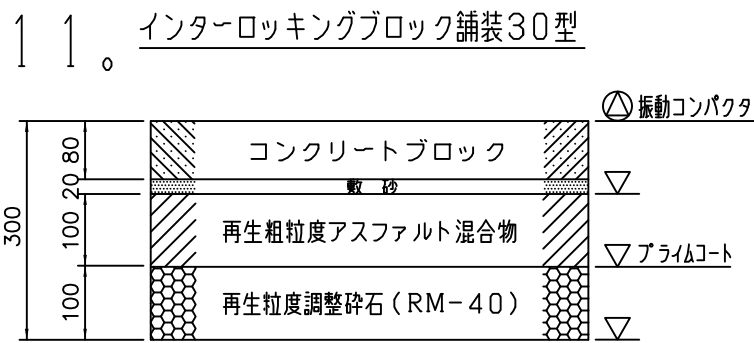 11。 インターロッキングブロック舗装30型
振動コンパクタ
コンクリートブロック
80
敷 砂
20
300
再生粗粒度アスファルト混合物
100
プライムコート
再生粒度調整砕石(RM-40)
100